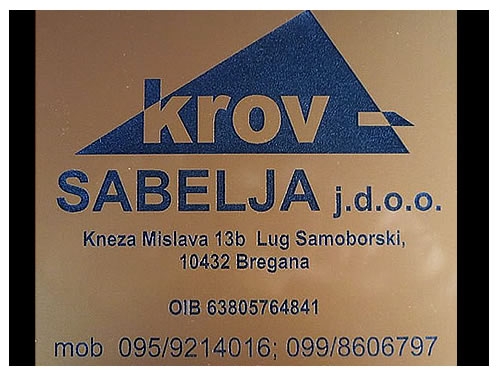 krov -
SABELJA j.d.o.o.
Kneza Mislava 13b Lug Samoborski,
10432 Bregana
OIB 63805764841
mob 095/9214016; 099/8606797